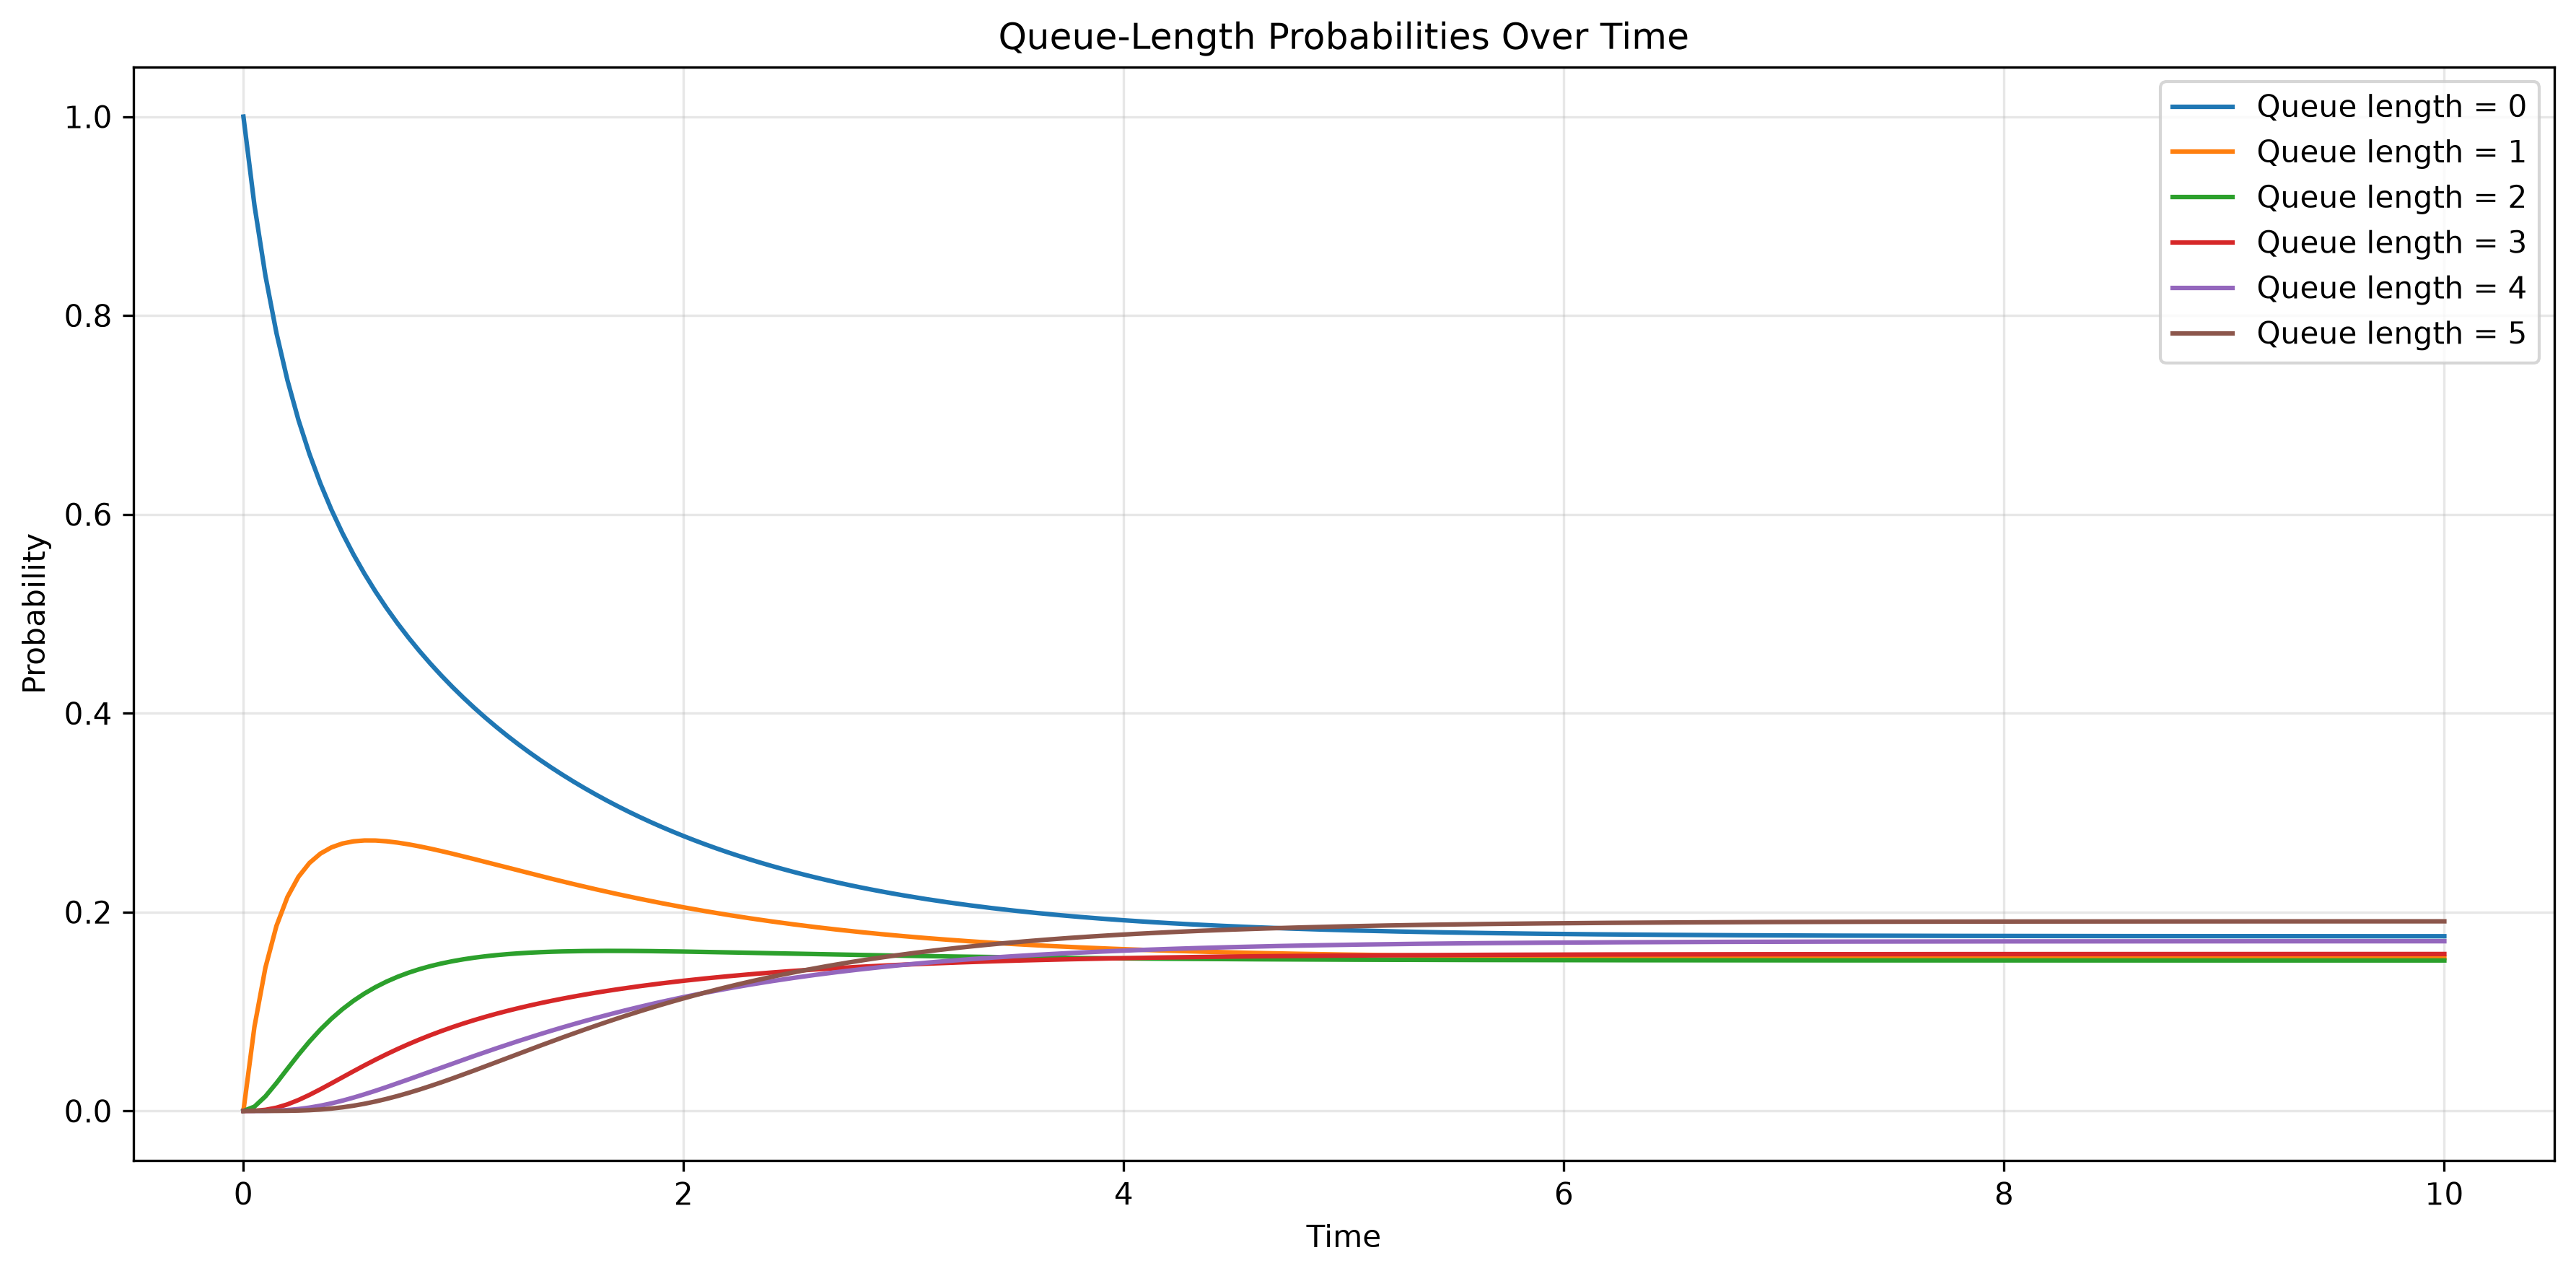 Queue-Length Probabilities Over Time
Queue length = 0
Queue length = 1
Queue length = 2
Queue length = 3
Queue length = 4
Queue length = 5
Probability
1.0
0.8
0.6
0.4
0.2
0.0
0 2 4 6 8 10
Time